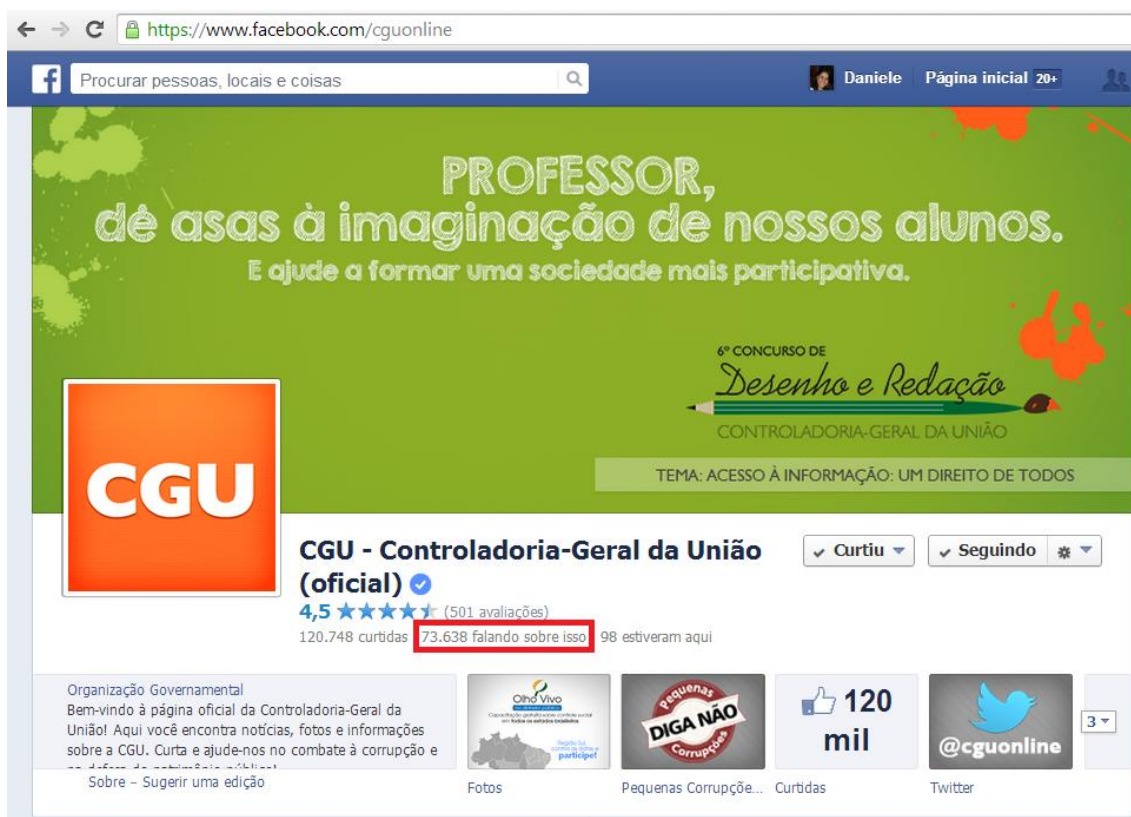 https://www.facebook.com/cguonline
Procurar pessoas, locais e coisas
Daniele Página inicial 20+
PROFESSOR,
dê asas à imaginação de nossos alunos.
E ajude a formar uma sociedade mais participativa.
6º CONCURSO DE
Desenho e Redação
CONTROLADORIA-GERAL DA UNIÃO
TEMA: ACESSO À INFORMAÇÃO: UM DIREITO DE TODOS
CGU
CGU - Controladoria-Geral da União
(oficial)
Curtiu
Seguindo
4,5 (501 avaliações)
120.748 curtidas 73.638 falando sobre isso 98 estiveram aqui
Organização Governamental
Bem-vindo à página oficial da Controladoria-Geral da
União! Aqui você encontra notícias, fotos e informações
sobre a CGU. Curta e ajude-nos no combate à corrupção e
Sobre – Sugerir uma edição
Olho Vivo
participe!
Fotos
Pequenas
DIGA NÃO
Corrupções
Pequenas Corrupçõe...
120
mil
Curtidas
@cguonline
Twitter
3